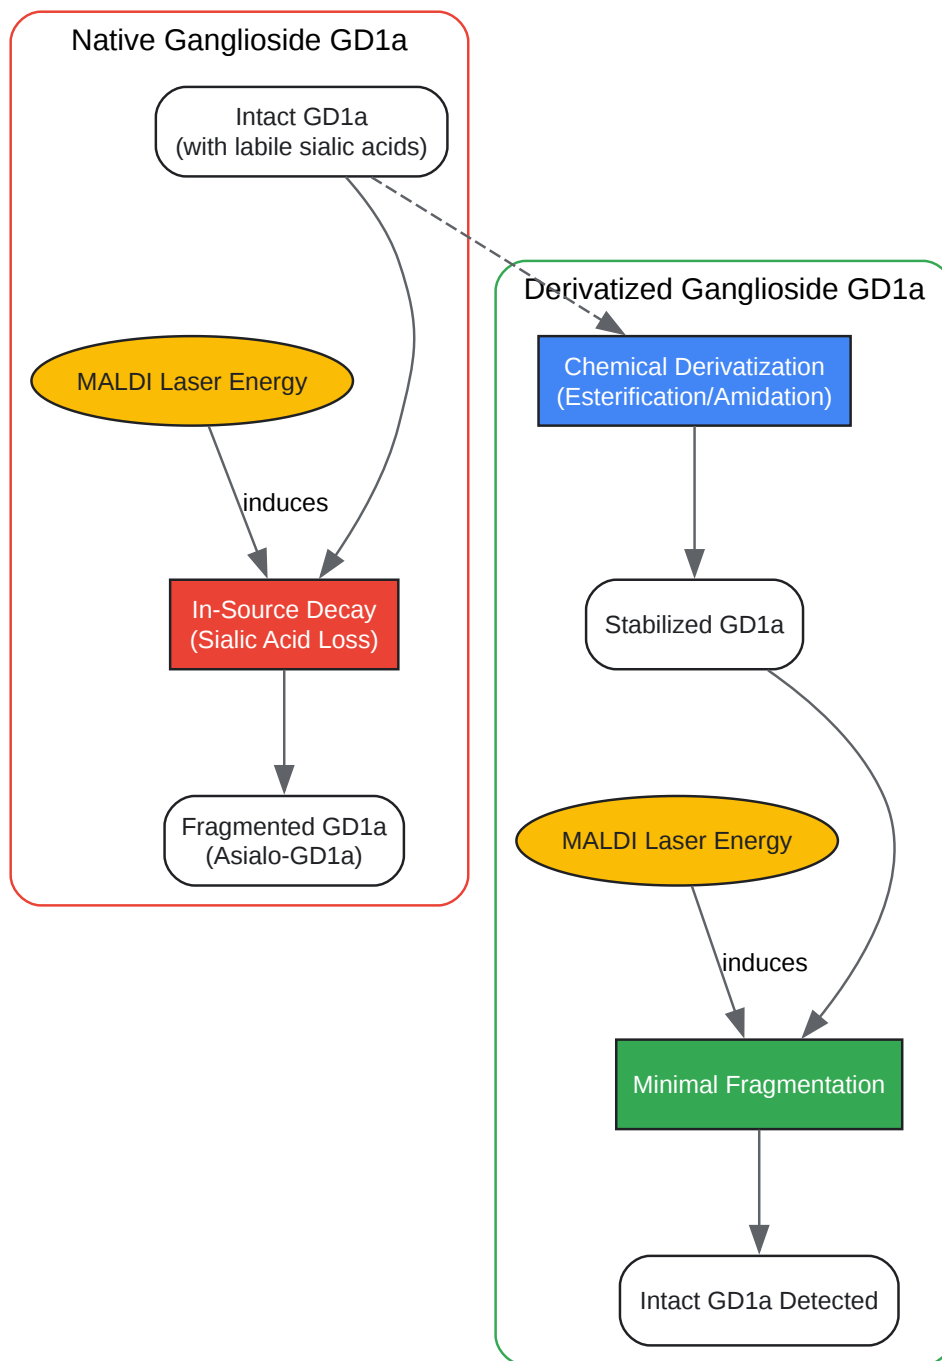 Native Ganglioside GD1a
Intact GD1a
(with labile sialic acids)
MALDI Laser Energy
induces
In-Source Decay
(Sialic Acid Loss)
Fragmented GD1a
(Asialo-GD1a)
Derivatized Ganglioside GD1a
Chemical Derivatization
(Esterification/Amidation)
Stabilized GD1a
MALDI Laser Energy
induces
Minimal Fragmentation
Intact GD1a Detected